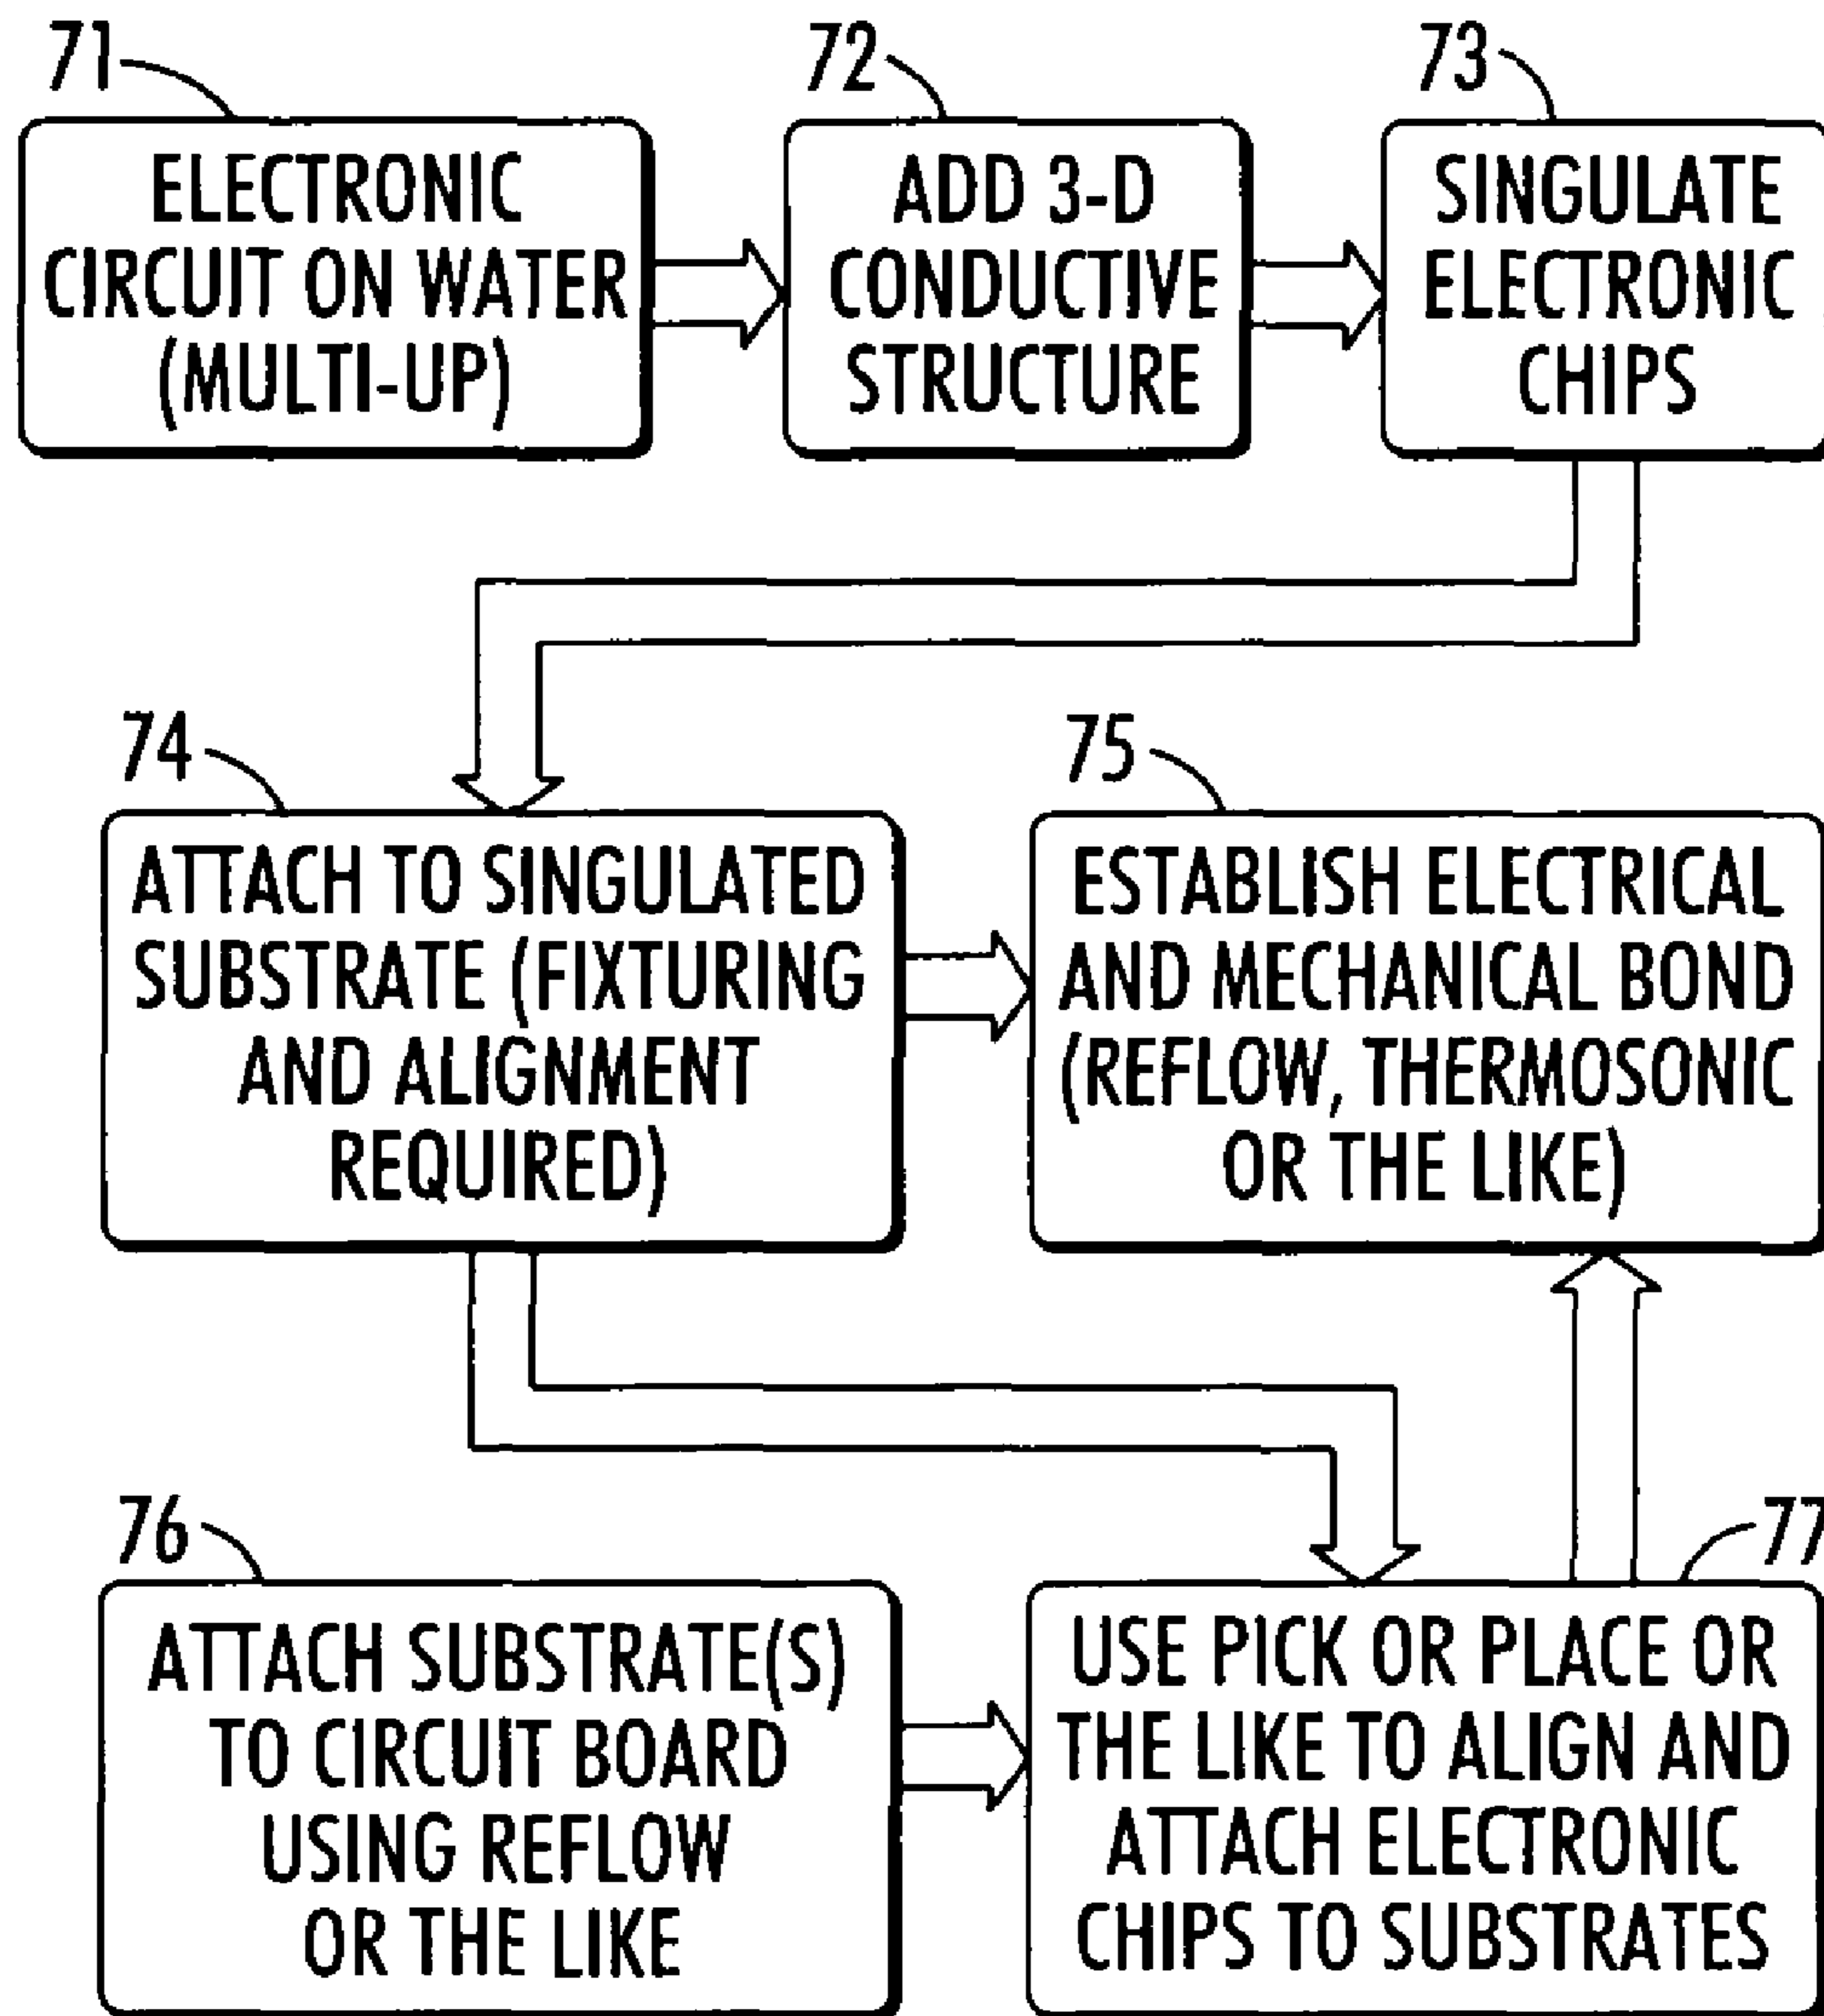 71
ELECTRONIC
CIRCUIT ON WATER
(MULTI-UP)
72
ADD 3-D
CONDUCTIVE
STRUCTURE
73
SINGULATE
ELECTRONIC
CHIPS
74
ATTACH TO SINGULATED
SUBSTRATE (FIXTURING
AND ALIGNMENT
REQUIRED)
75
ESTABLISH ELECTRICAL
AND MECHANICAL BOND
(REFLOW, THERMOSONIC
OR THE LIKE)
76
ATTACH SUBSTRATE(S)
TO CIRCUIT BOARD
USING REFLOW
OR THE LIKE
77
USE PICK OR PLACE OR
THE LIKE TO ALIGN AND
ATTACH ELECTRONIC
CHIPS TO SUBSTRATES